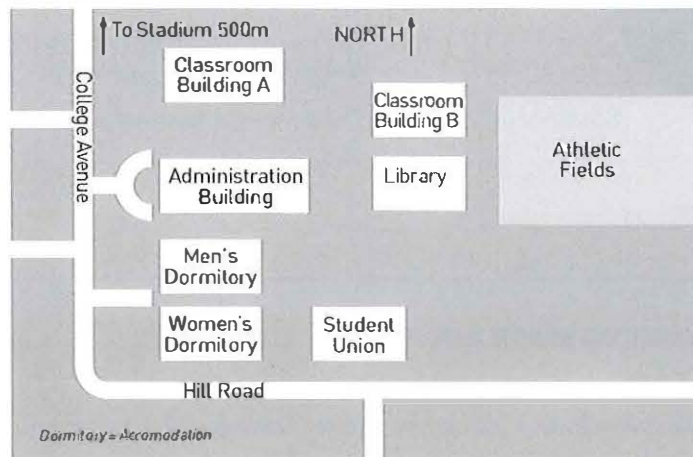 To Stadium 500m
NORTH
Classroom
Building A
College Avenue
Classroom
Building B
Athletic
Fields
Administration
Building
Library
Men's
Dormitory
Women's
Dormitory
Student
Union
Hill Road
Dormitory = Accomodation